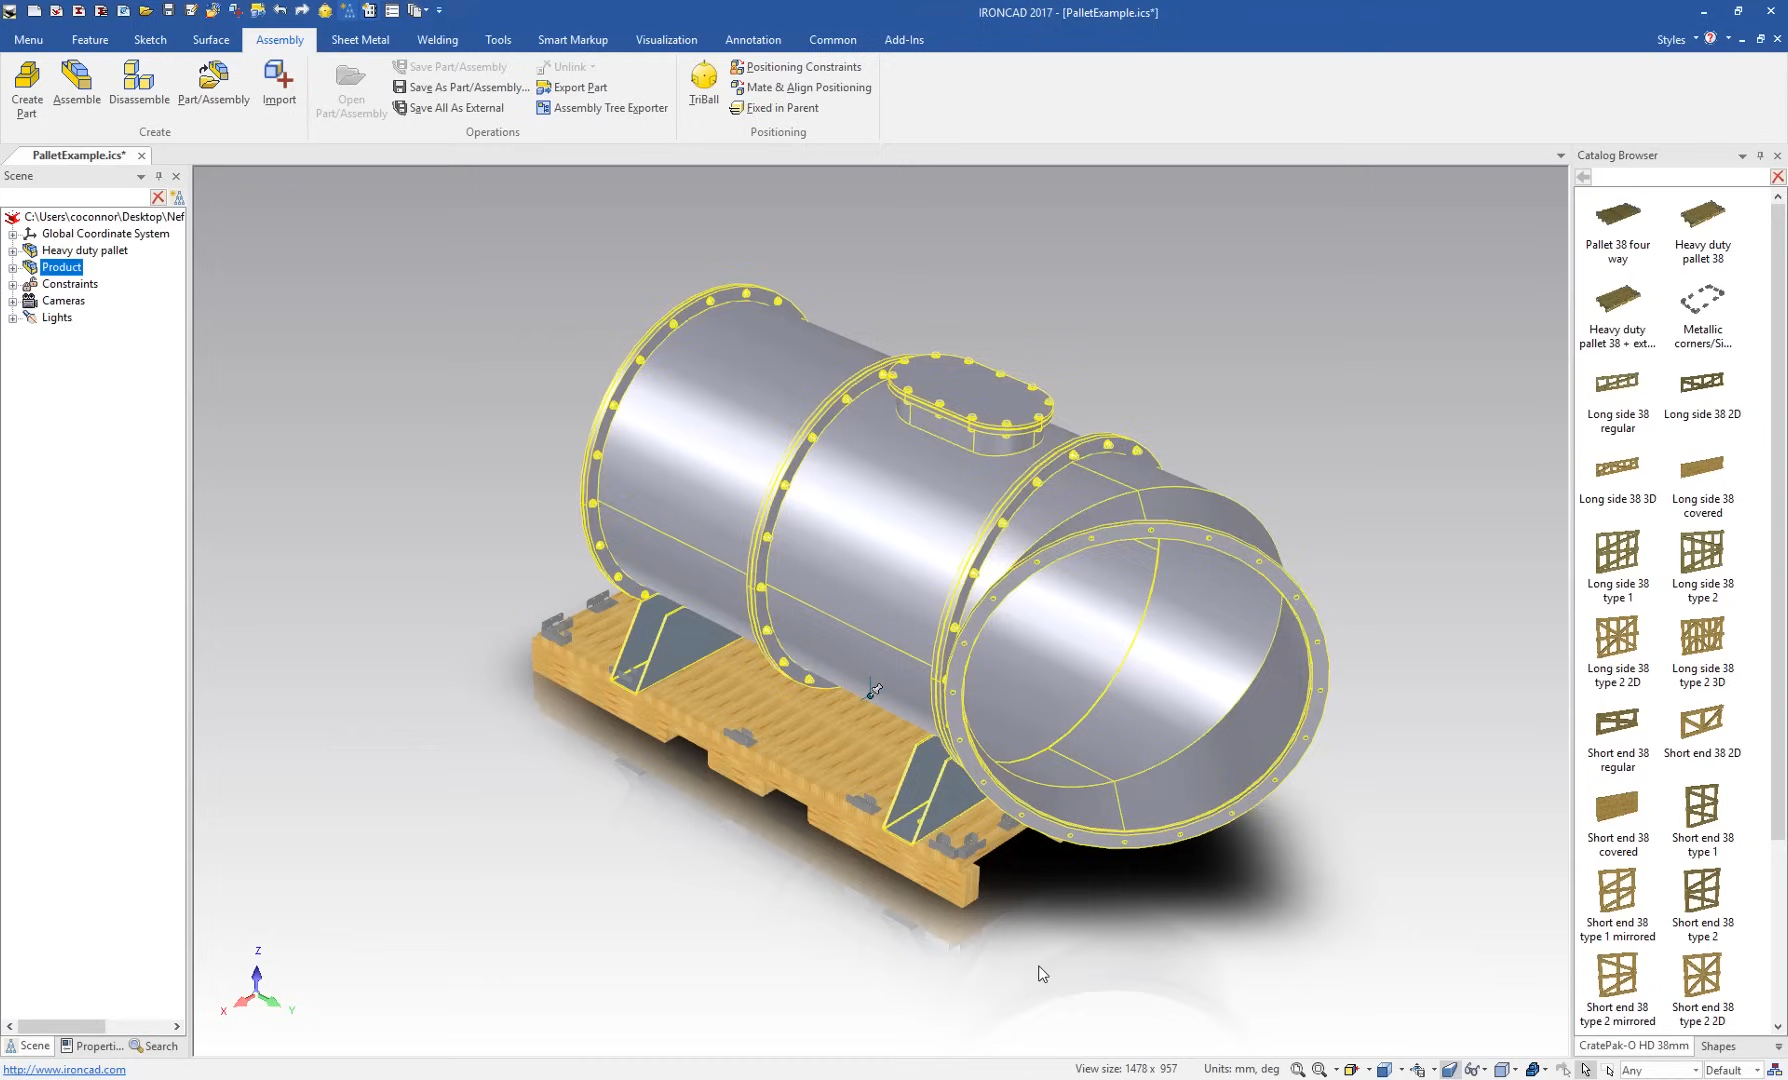 IRONCAD 2017 - [PalletExample.ics*]
Menu Feature Sketch Surface Assembly Sheet Metal Welding Tools Smart Markup Visualization Annotation Common Add-Ins Styles
Create Part
Assemble
Disassemble
Part/Assembly
Import
Create
Open Part/Assembly
Save Part/Assembly
Save As Part/Assembly...
Save All As External
Unlink
Export Part
Assembly Tree Exporter
Operations
TriBall
Positioning Constraints
Mate & Align Positioning
Fixed in Parent
Positioning
PalletExample.ics*
Scene
C:\Users\coconnor\Desktop\Nef
Global Coordinate System
Heavy duty pallet
Product
Constraints
Cameras
Lights
Z
X
Y
Scene Properti... Search
Catalog Browser
Pallet 38 four way
Heavy duty pallet 38
Heavy duty pallet 38 + ext...
Metallic corners/Si...
Long side 38 regular
Long side 38 2D
Long side 38 3D
Long side 38 covered
Long side 38 type 1
Long side 38 type 2
Long side 38 type 2 2D
Long side 38 type 2 3D
Short end 38 regular
Short end 38 2D
Short end 38 covered
Short end 38 type 1
Short end 38 type 1 mirrored
Short end 38 type 2
Short end 38 type 2 mirrored
Short end 38 type 2 2D
CratePak-O HD 38mm Shapes
http://www.ironcad.com
View size: 1478 x 957
Units: mm, deg
Any
Default